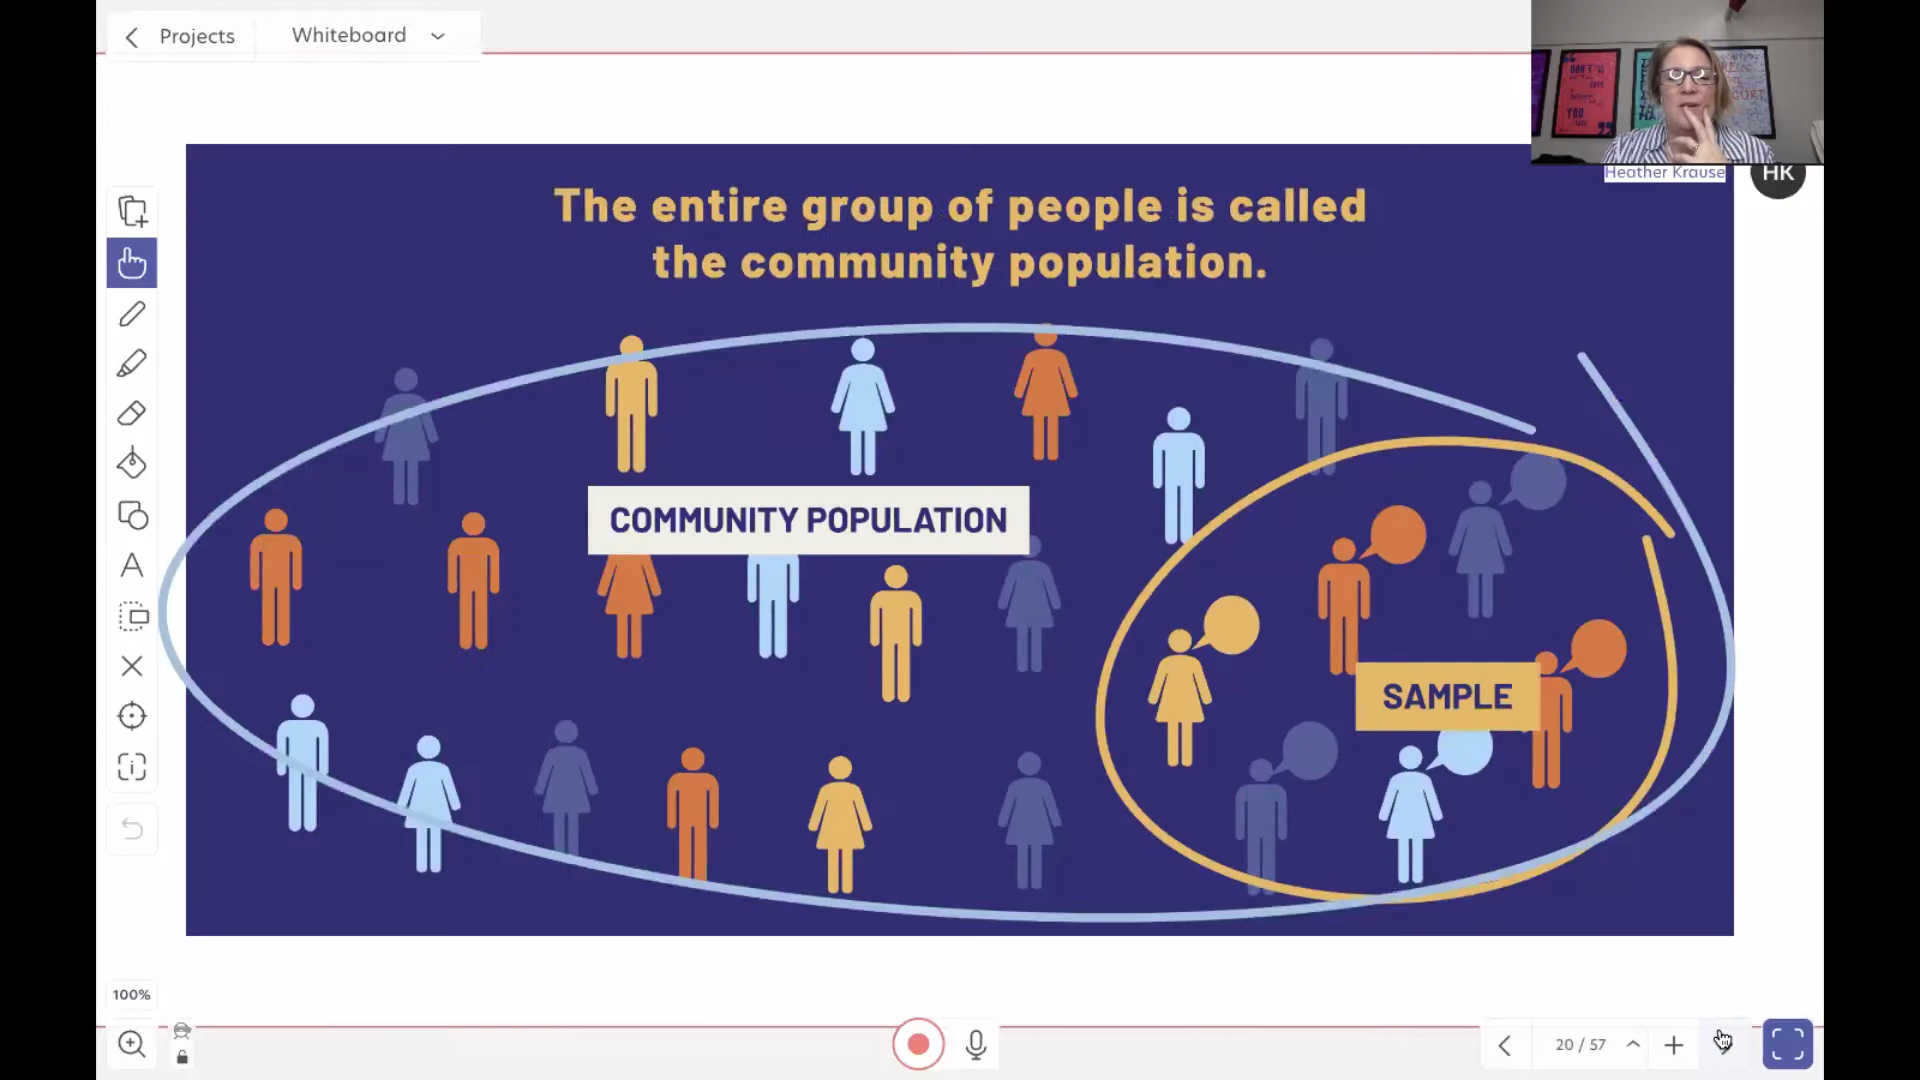 Projects
Whiteboard
YOU
Heather Krause
HK
The entire group of people is called
the community population.
COMMUNITY POPULATION
SAMPLE
100%
20 / 57